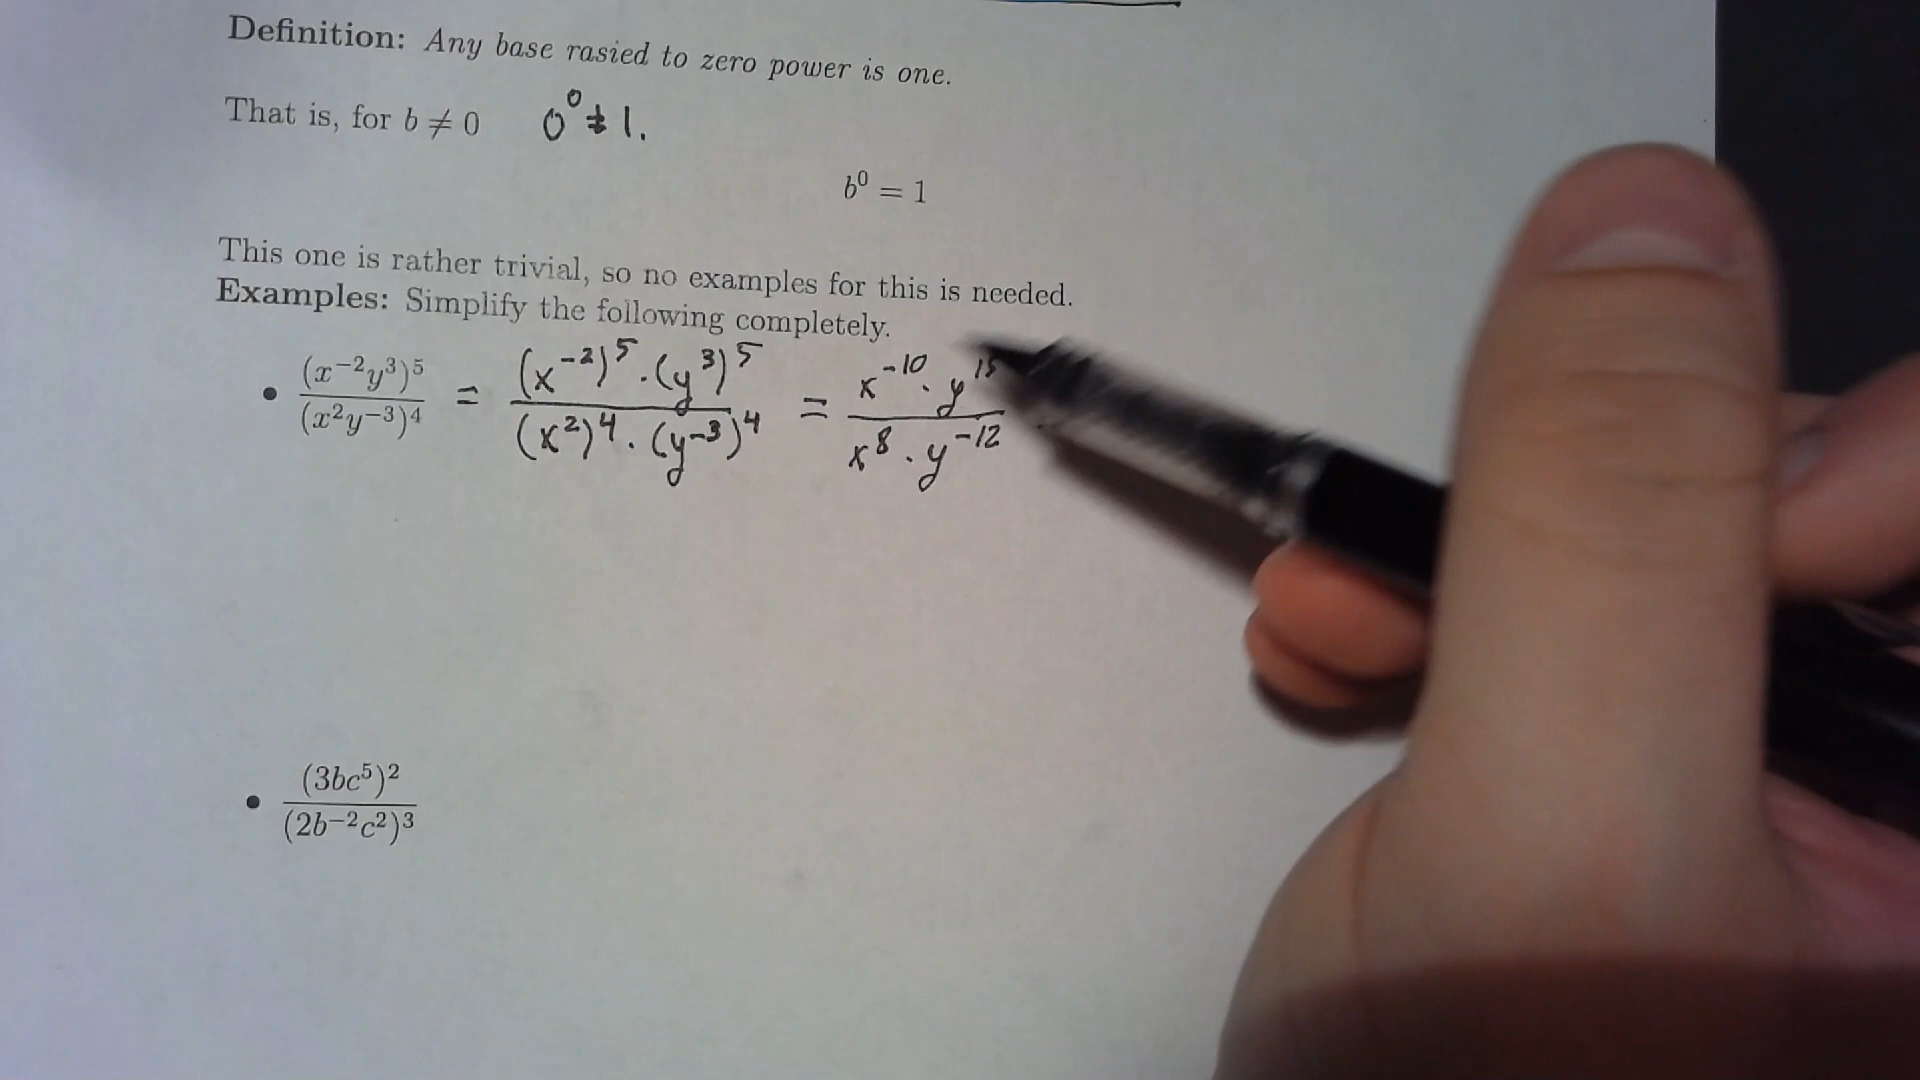 Definition: Any base rasied to zero power is one.
That is, for b ≠ 0 0⁰ ≠ 1.
b⁰ = 1
This one is rather trivial, so no examples for this is needed.
Examples: Simplify the following completely.
• (x⁻²y³)⁵ / (x²y⁻³)⁴ = (x⁻²)⁵ · (y³)⁵ / (x²)⁴ · (y⁻³)⁴ = x⁻¹⁰ · y¹⁵ / x⁸ · y⁻¹²
• (3bc⁵)² / (2b⁻²c²)³